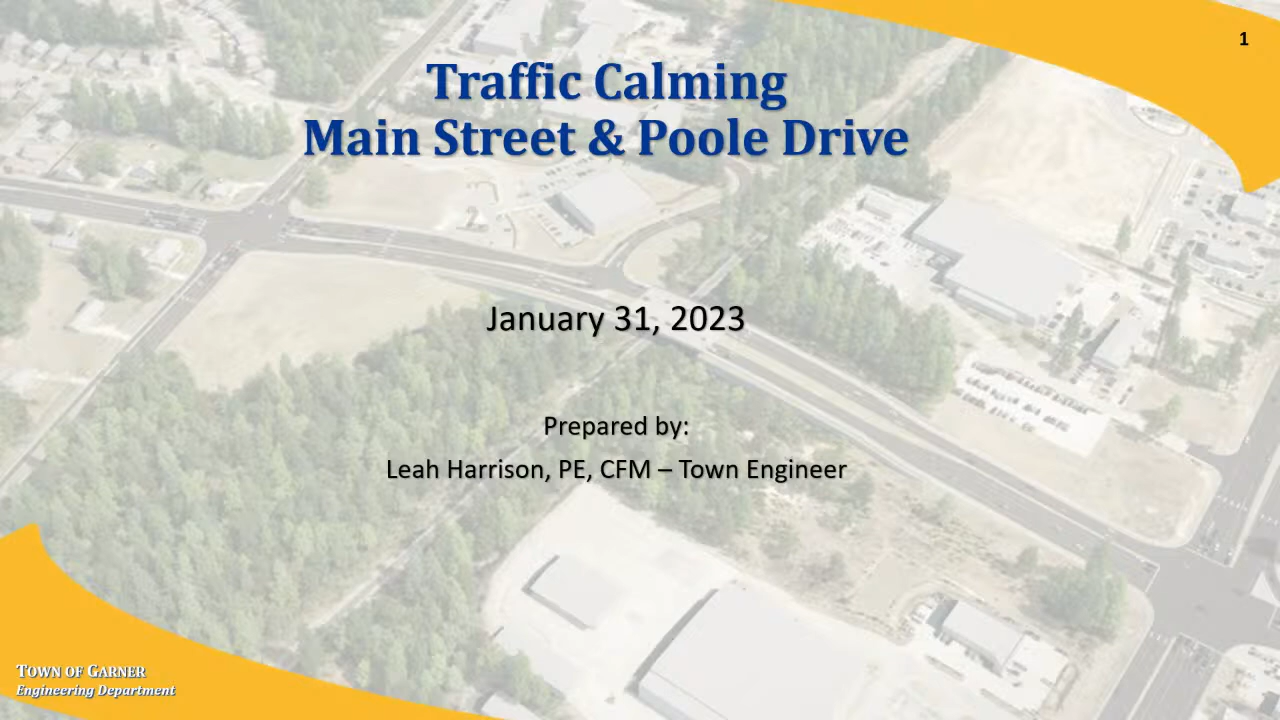 1
Traffic Calming
Main Street & Poole Drive
January 31, 2023
Prepared by:
Leah Harrison, PE, CFM – Town Engineer
TOWN OF GARNER
Engineering Department